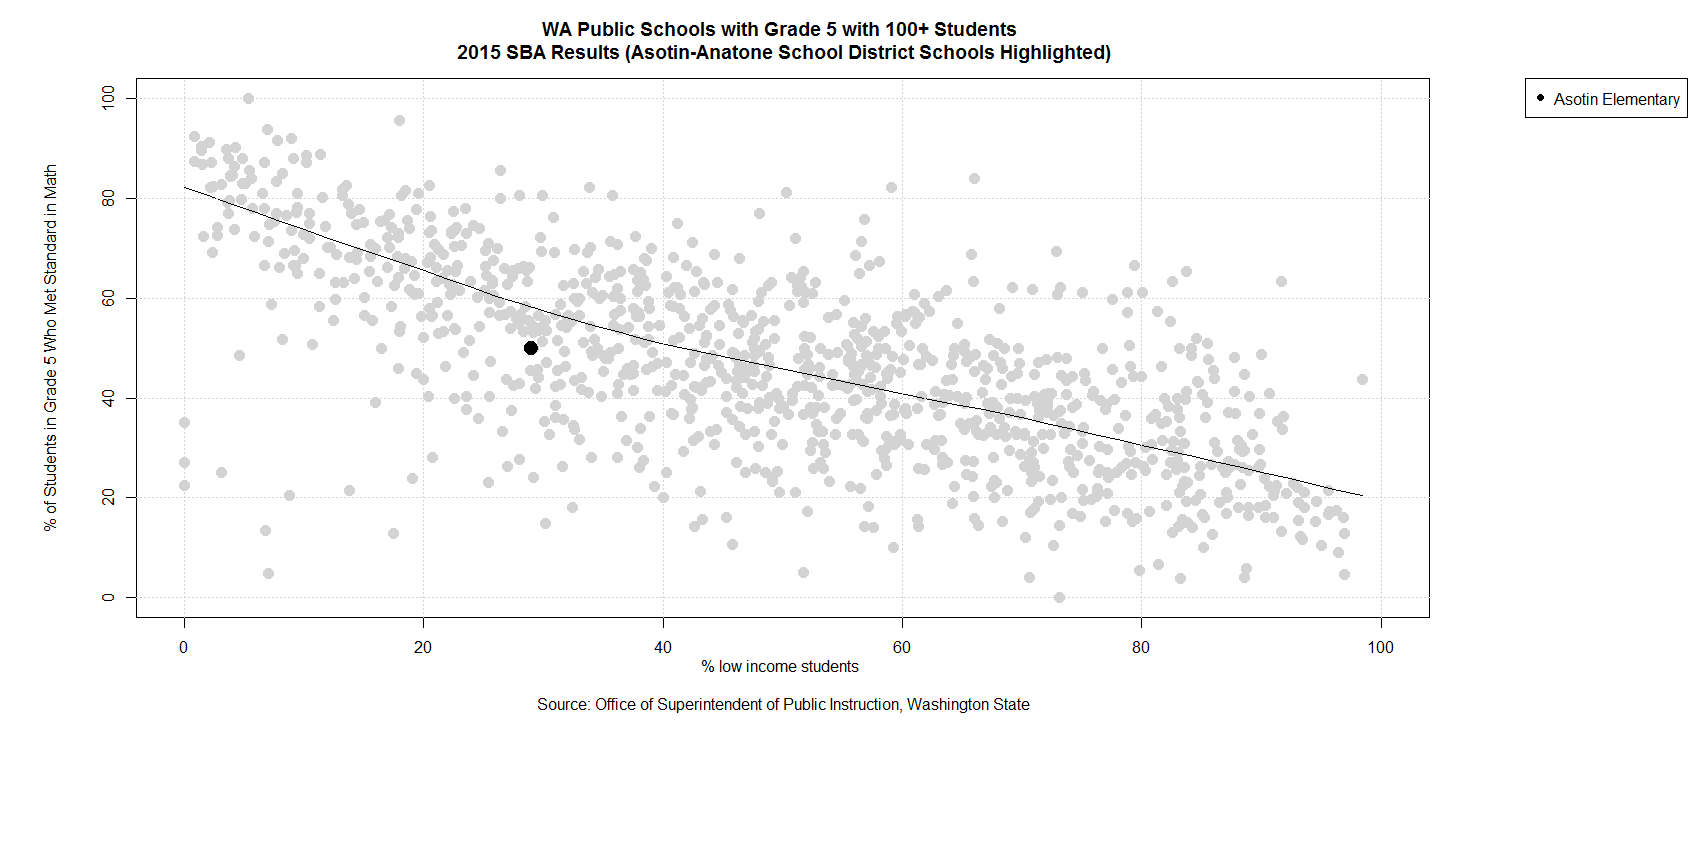 WA Public Schools with Grade 5 with 100+ Students
2015 SBA Results (Asotin-Anatone School District Schools Highlighted)
Asotin Elementary
% of Students in Grade 5 Who Met Standard in Math
100
80
60
40
20
0
0 20 40 60 80 100
% low income students
Source: Office of Superintendent of Public Instruction, Washington State